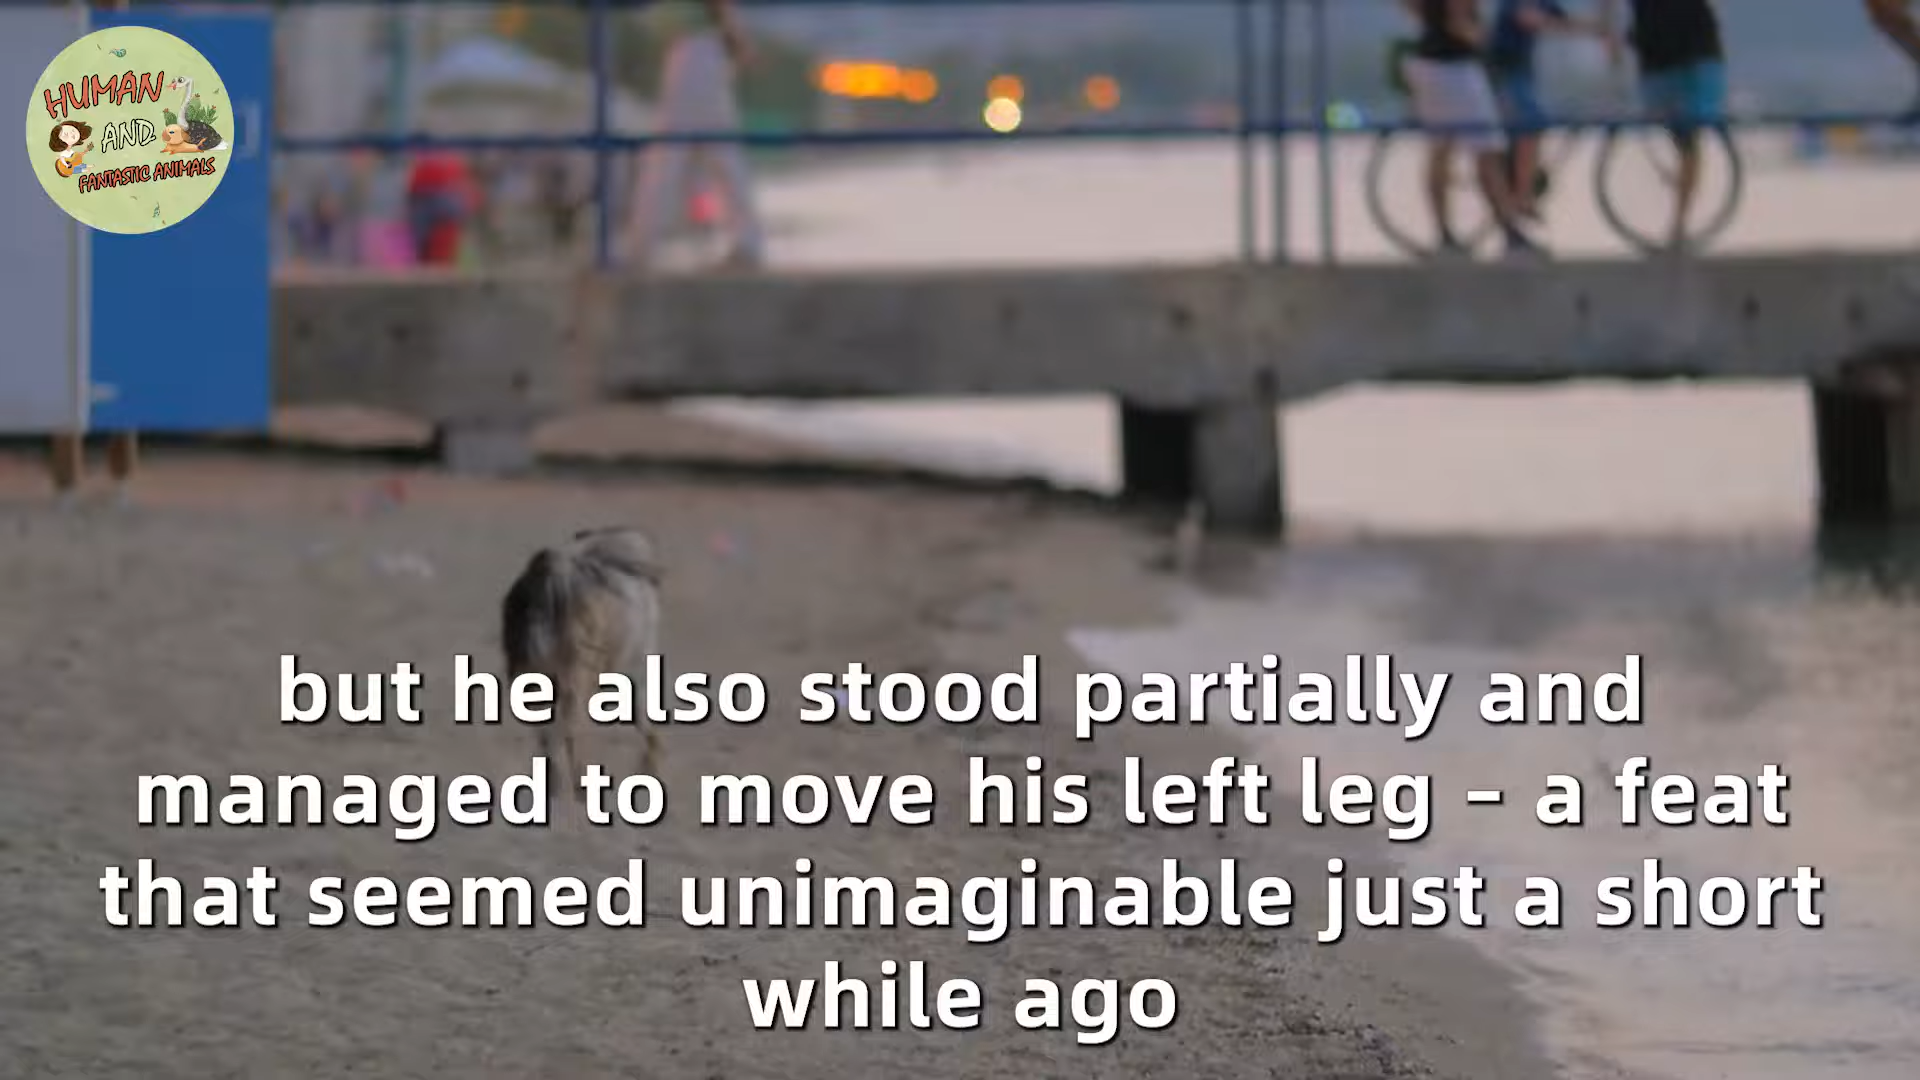 HUMAN
AND
FANTASTIC ANIMALS
but he also stood partially and
managed to move his left leg – a feat
that seemed unimaginable just a short
while ago